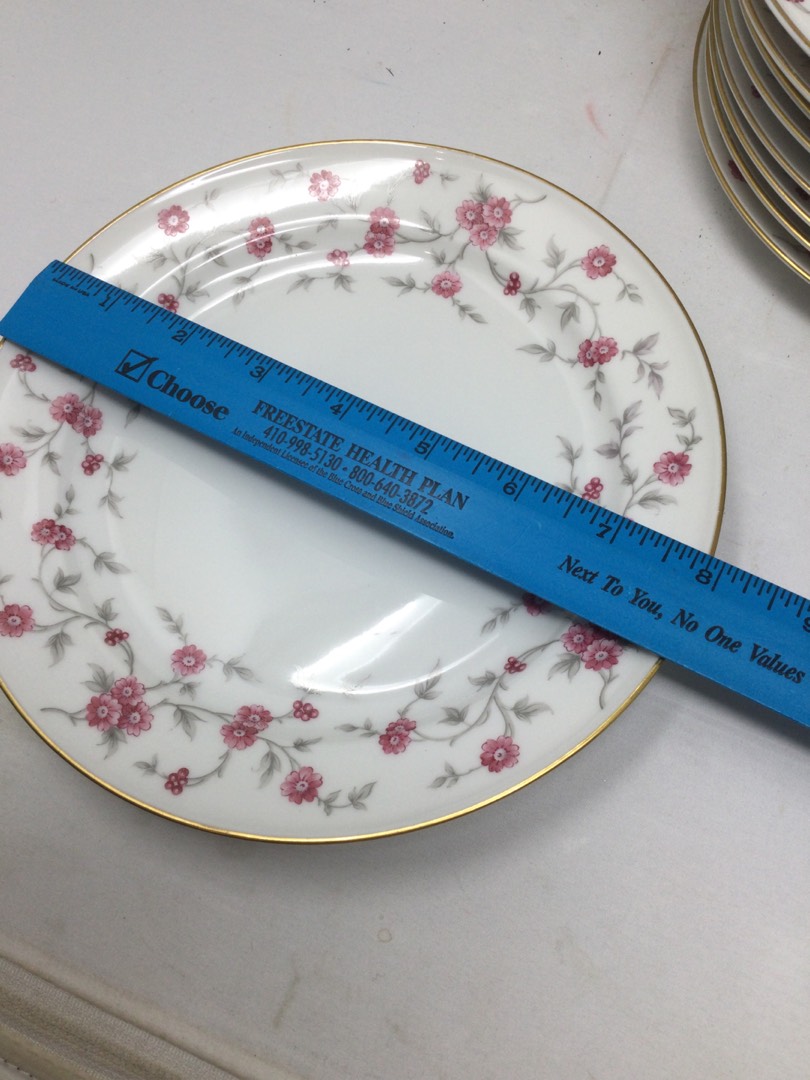 1 2 3 4 5 6 7 8 9
Choose
FREESTATE HEALTH PLAN
410-998-5130 • 800-640-3872
An Independent Licensee of the Blue Cross and Blue Shield Association.
Next To You, No One Values